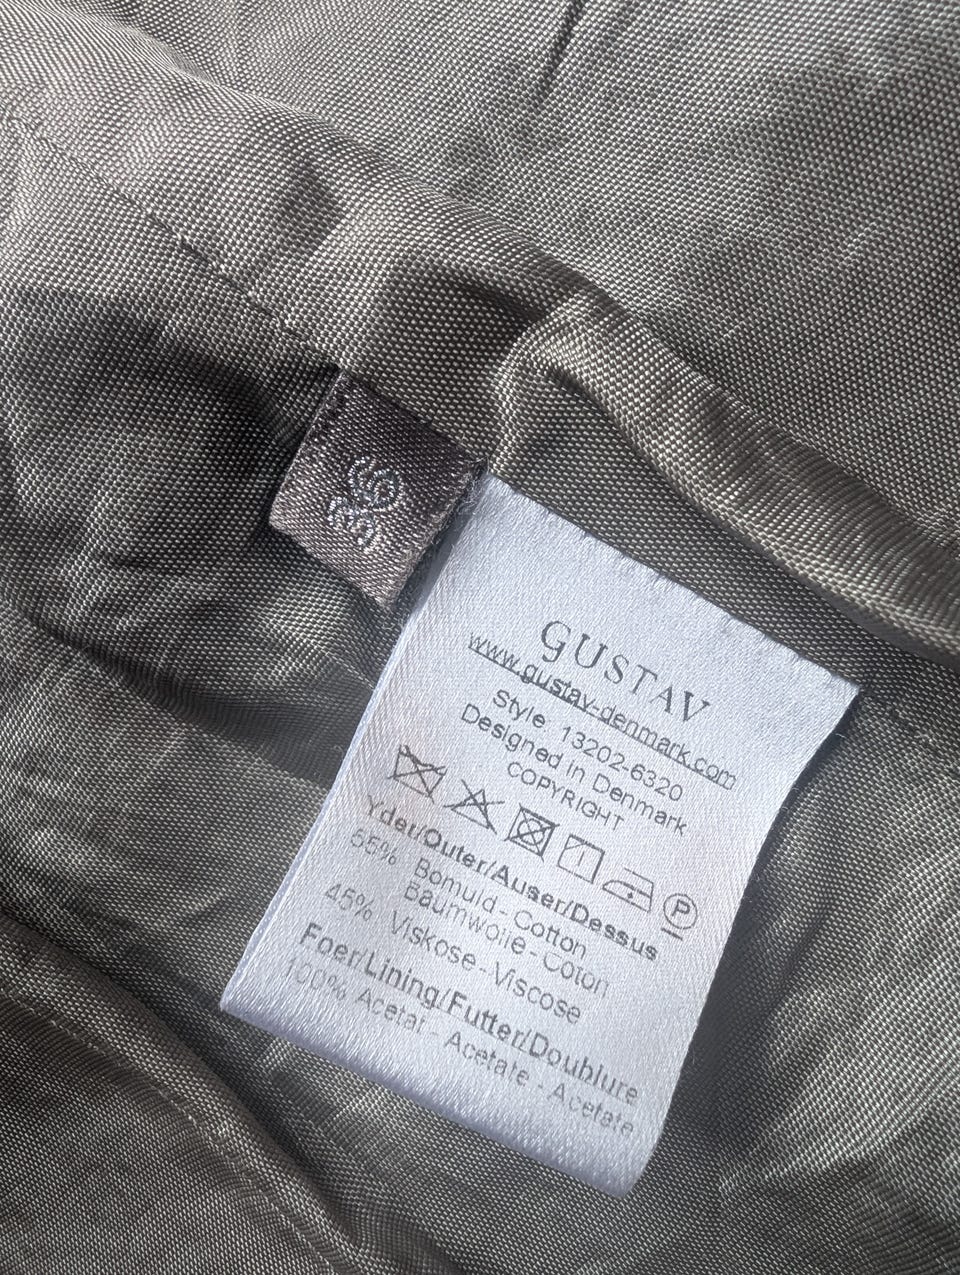 36
GUSTAV
www.gustav-denmark.com
Style 13202-6320
Designed in Denmark
COPYRIGHT
P
Yder/Outer/Auser/Dessus
55% Bomuld - Cotton
Baumwolle - Coton
45% Viskose - Viscose
Foer/Lining/Futter/Doublure
100% Acetat - Acetate - Acetate